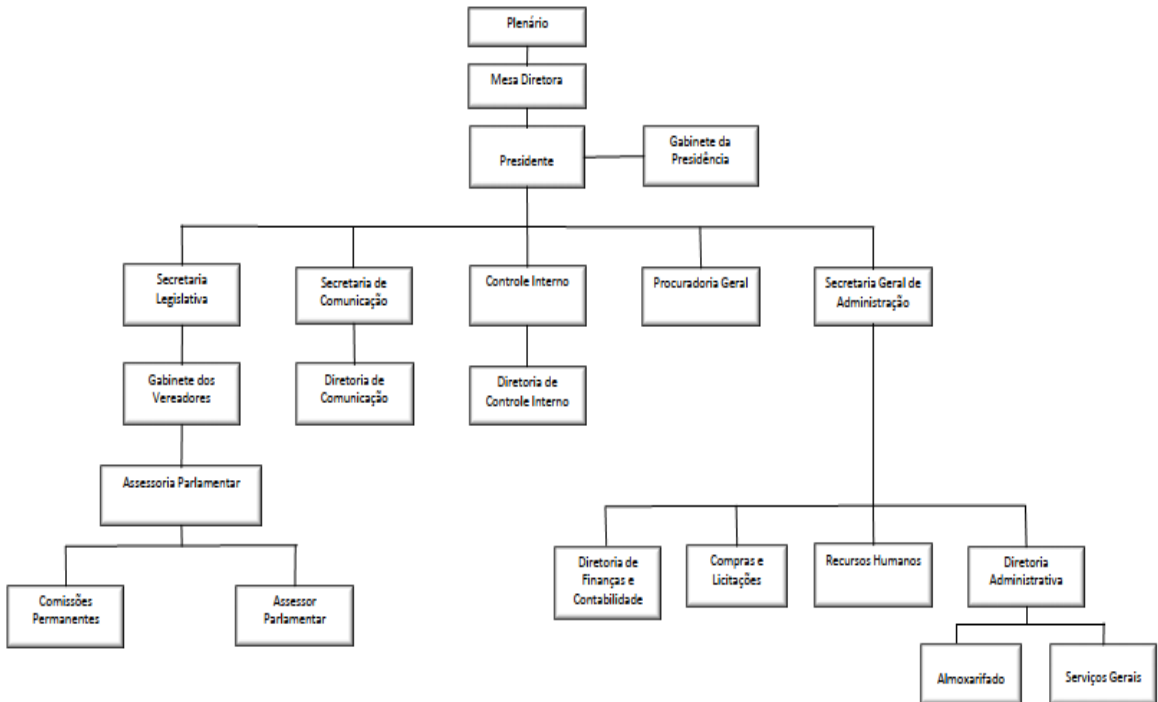 Plenário
Mesa Diretora
Presidente
Gabinete da
Presidência
Secretaria
Legislativa
Secretaria de
Comunicação
Controle Interno
Procuradoria Geral
Secretaria Geral de
Administração
Gabinete dos
Vereadores
Diretoria de
Comunicação
Diretoria de
Controle Interno
Assessoria Parlamentar
Comissões
Permanentes
Assessor
Parlamentar
Diretoria de
Finanças e
Contabilidade
Compras e
Licitações
Recursos Humanos
Diretoria
Administrativa
Almoxarifado
Serviços Gerais